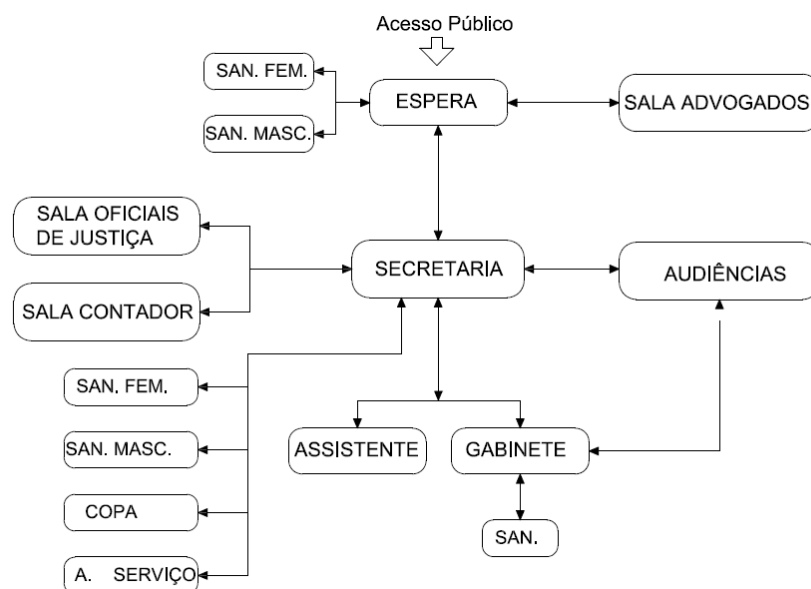 Acesso Público
SAN. FEM.
ESPERA
SALA ADVOGADOS
SAN. MASC.
SALA OFICIAIS
DE JUSTIÇA
SECRETARIA
AUDIÊNCIAS
SALA CONTADOR
SAN. FEM.
ASSISTENTE
GABINETE
SAN. MASC.
COPA
SAN.
A. SERVIÇO